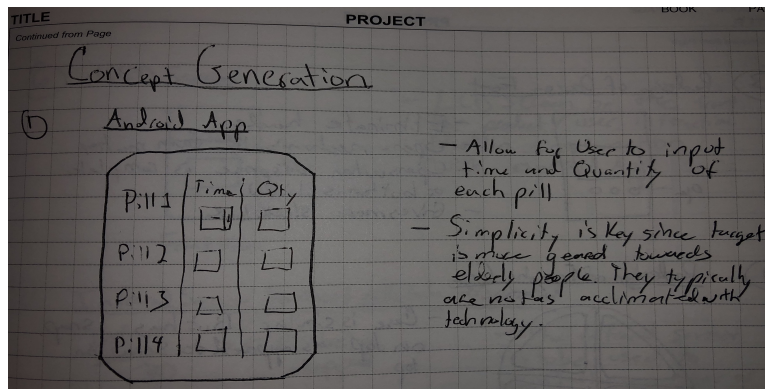 TITLE
PROJECT
BOOK
PA
Continued from Page
Concept Generation
① Android App
Time Qty
Pill 1
Pill 2
Pill 3
Pill 4
- Allow for User to input
time and Quantity of
each pill
- Simplicity is Key since target
is more geared towards
elderly people. They typically
are not as acclimated with
technology.